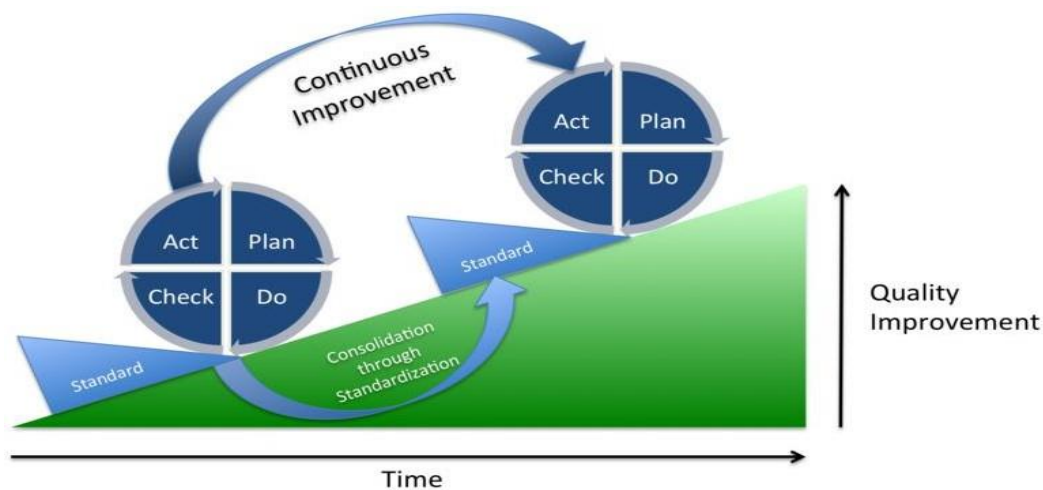 Continuous
Improvement
Act
Plan
Check
Do
Act
Plan
Check
Do
Standard
Standard
Consolidation
through
Standardization
Quality
Improvement
Time